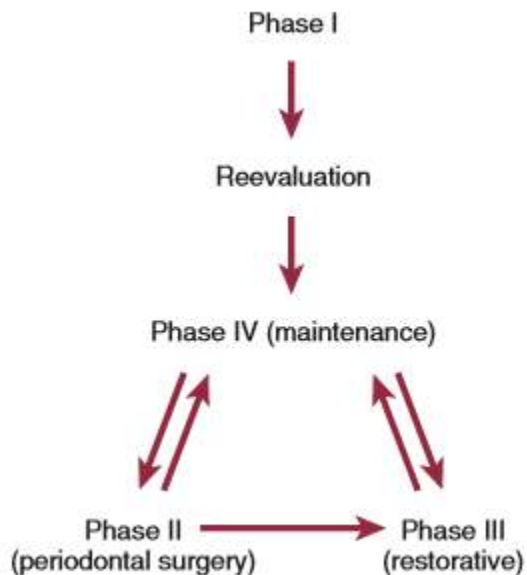 Phase I
Reevaluation
Phase IV (maintenance)
Phase II
(periodontal surgery)
Phase III
(restorative)